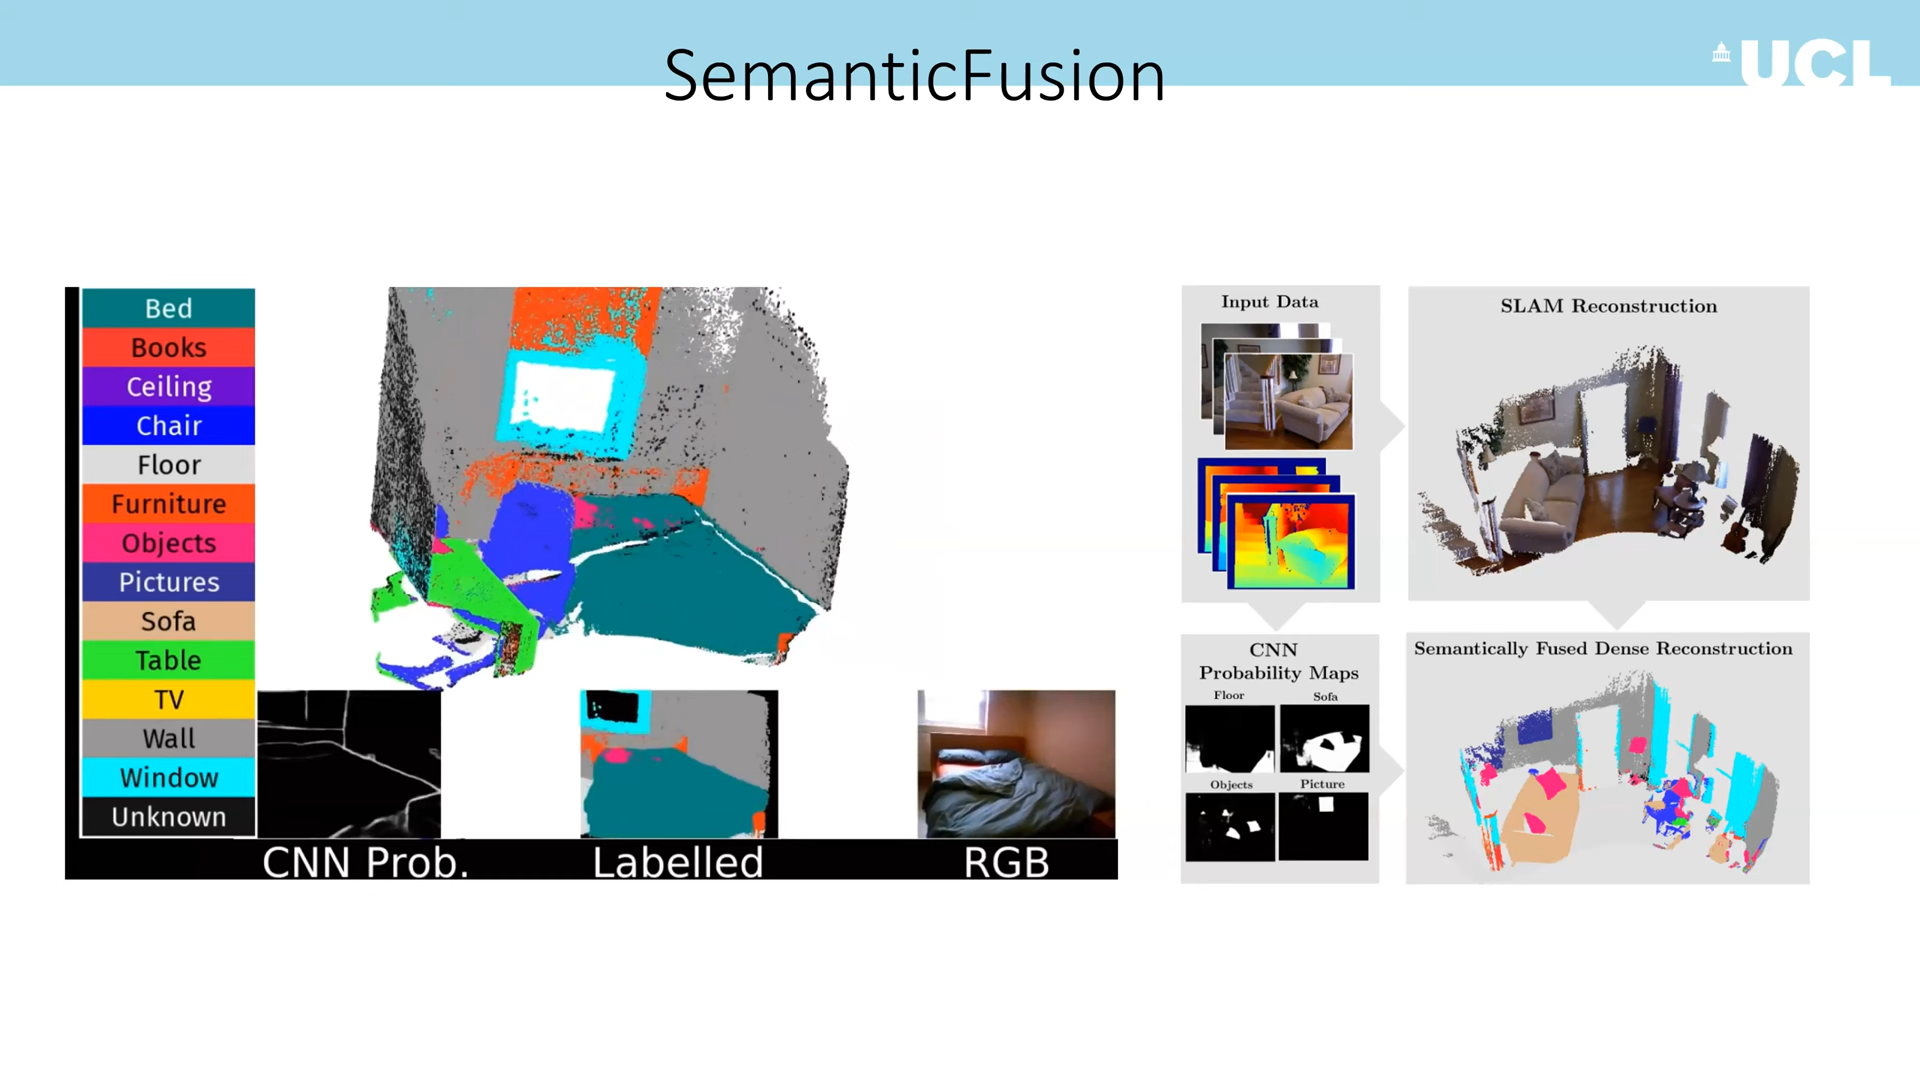 SemanticFusion
UCL
Bed
Books
Ceiling
Chair
Floor
Furniture
Objects
Pictures
Sofa
Table
TV
Wall
Window
Unknown
CNN Prob.
Labelled
RGB
Input Data
SLAM Reconstruction
CNN
Probability Maps
Floor
Sofa
Objects
Picture
Semantically Fused Dense Reconstruction